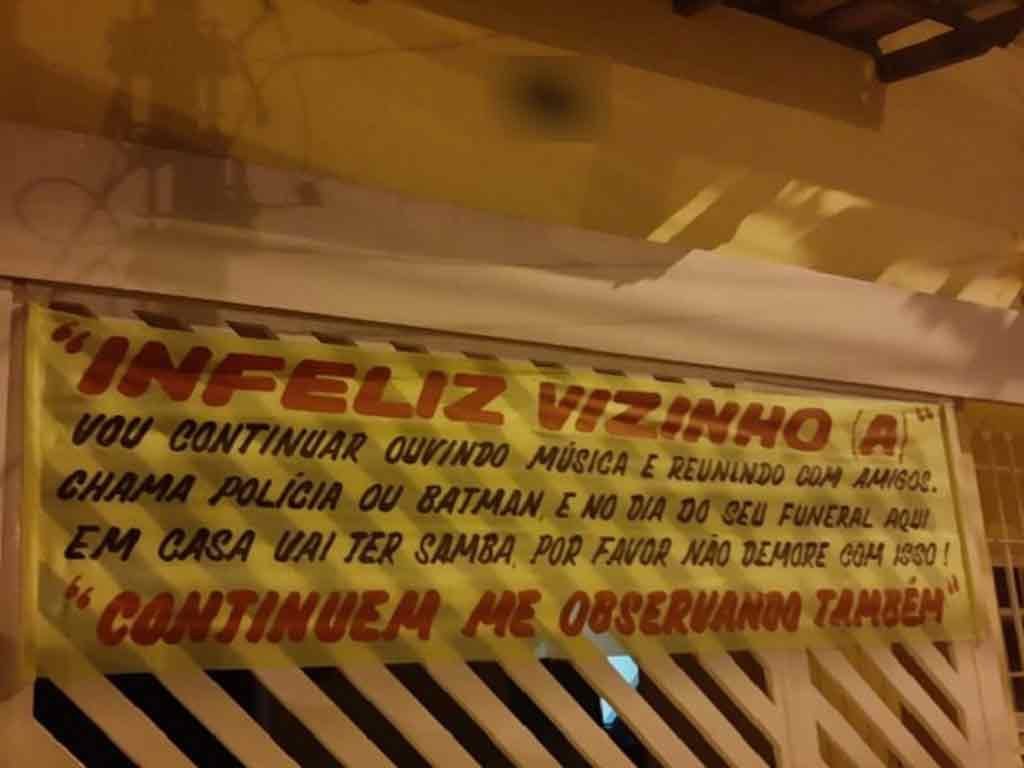 "INFELIZ VIZINHO (A)"
VOU CONTINUAR OUVINDO MÚSICA E REUNINDO COM AMIGOS.
CHAMA POLÍCIA OU BATMAN, E NO DIA DO SEU FUNERAL AQUI
EM CASA VAI TER SAMBA, POR FAVOR NÃO DEMORE COM ISSO!
"CONTINUEM ME OBSERVANDO TAMBÉM"